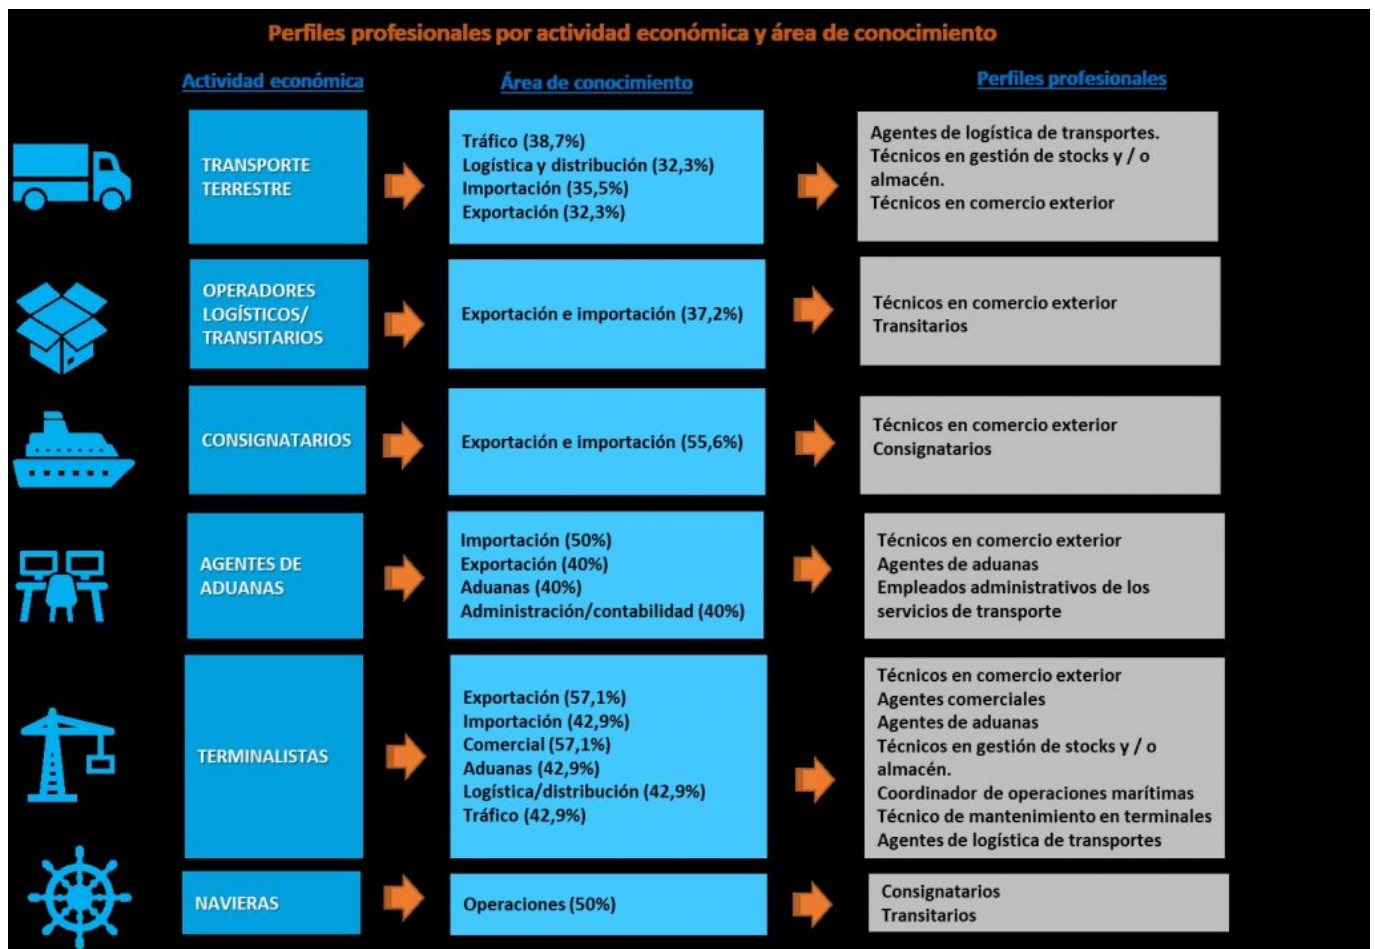 Perfiles profesionales por actividad económica y área de conocimiento
Actividad económica
Área de conocimiento
Perfiles profesionales
TRANSPORTE
TERRESTRE
Tráfico (38,7%)
Logística y distribución (32,3%)
Importación (35,5%)
Exportación (32,3%)
Agentes de logística de transportes.
Técnicos en gestión de stocks y / o
almacén.
Técnicos en comercio exterior
OPERADORES
LOGÍSTICOS/
TRANSITARIOS
Exportación e importación (37,2%)
Técnicos en comercio exterior
Transitarios
CONSIGNATARIOS
Exportación e importación (55,6%)
Técnicos en comercio exterior
Consignatarios
AGENTES DE
ADUANAS
Importación (50%)
Exportación (40%)
Aduanas (40%)
Administración/contabilidad (40%)
Técnicos en comercio exterior
Agentes de aduanas
Empleados administrativos de los
servicios de transporte
TERMINALISTAS
Exportación (57,1%)
Importación (42,9%)
Comercial (57,1%)
Aduanas (42,9%)
Logística/distribución (42,9%)
Tráfico (42,9%)
Técnicos en comercio exterior
Agentes comerciales
Agentes de aduanas
Técnicos en gestión de stocks y / o
almacén.
Coordinador de operaciones marítimas
Técnico de mantenimiento en terminales
Agentes de logística de transportes
NAVIERAS
Operaciones (50%)
Consignatarios
Transitarios